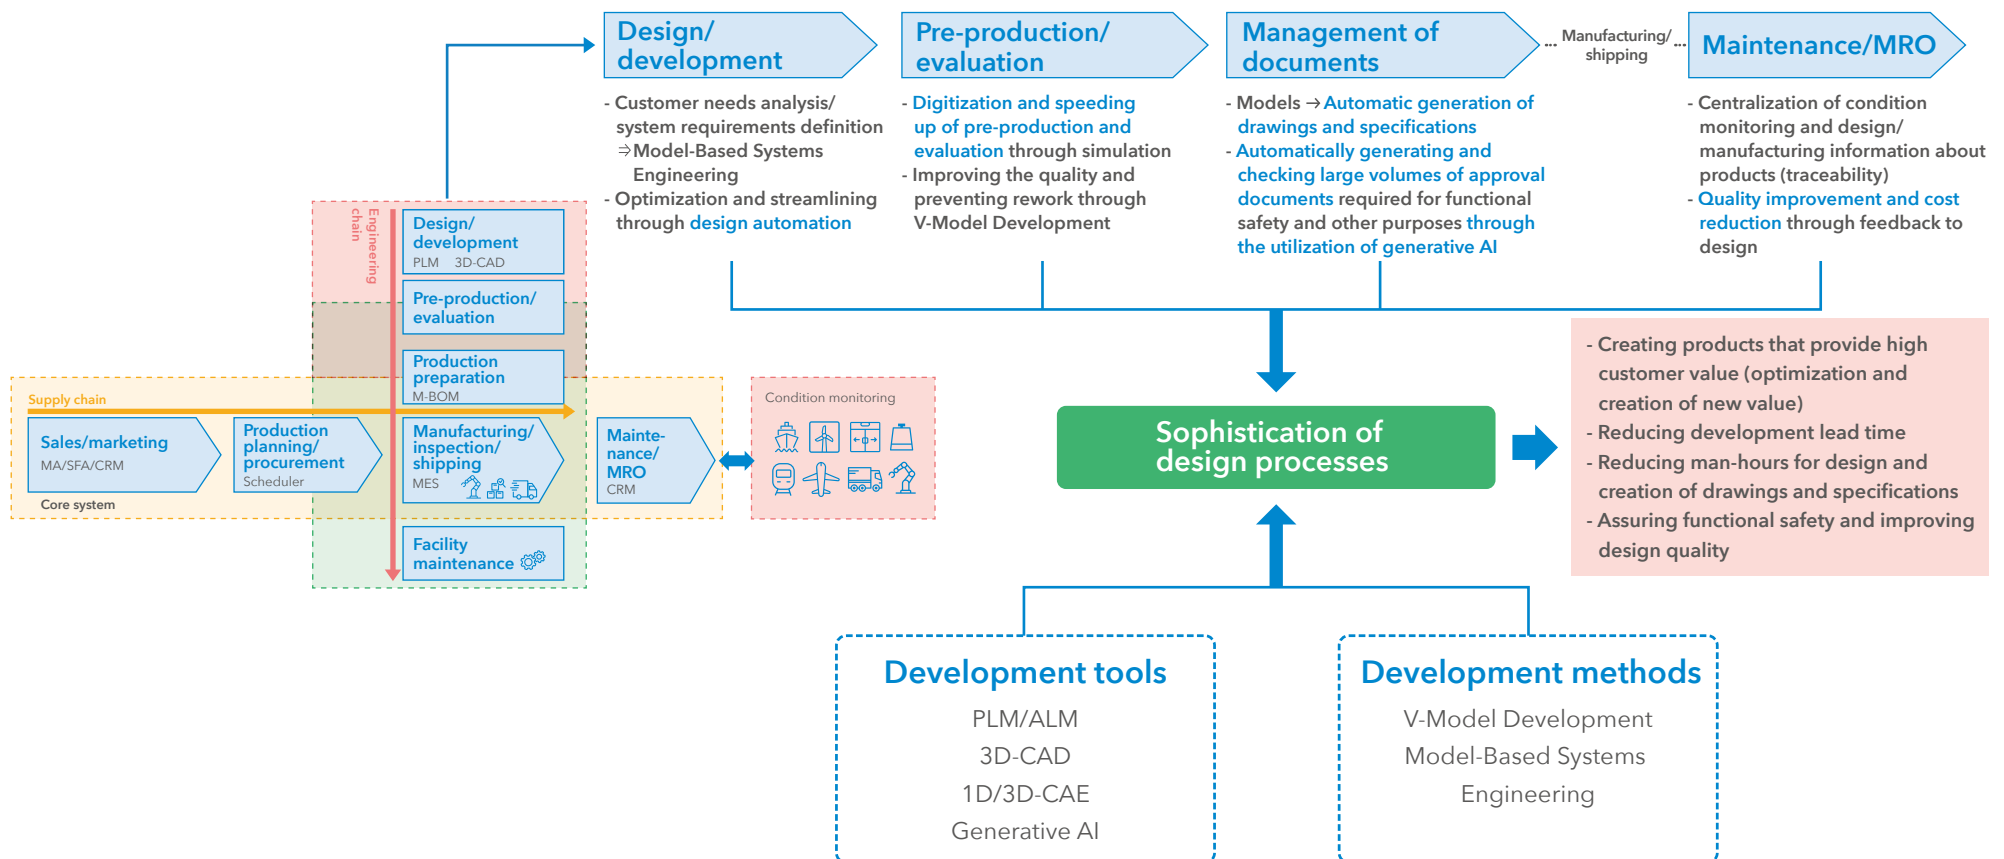 Design/
development
Pre-production/
evaluation
Management of
documents
Manufacturing/
shipping
Maintenance/MRO
- Customer needs analysis/
system requirements definition
⇒Model-Based Systems
Engineering
- Optimization and streamlining
through design automation
- Digitization and speeding
up of pre-production and
evaluation through simulation
- Improving the quality and
preventing rework through
V-Model Development
- Models → Automatic generation of
drawings and specifications
- Automatically generating and
checking large volumes of approval
documents required for functional
safety and other purposes through
the utilization of generative AI
- Centralization of condition
monitoring and design/
manufacturing information about
products (traceability)
- Quality improvement and cost
reduction through feedback to
design
Engineering
chain
Design/
development
PLM 3D-CAD
Pre-production/
evaluation
Production
preparation
M-BOM
Supply chain
Sales/marketing
MA/SFA/CRM
Production
planning/
procurement
Scheduler
Manufacturing/
inspection/
shipping
MES
Mainte-
nance/
MRO
CRM
Core system
Facility
maintenance
Condition monitoring
Sophistication of
design processes
- Creating products that provide high
customer value (optimization and
creation of new value)
- Reducing development lead time
- Reducing man-hours for design and
creation of drawings and specifications
- Assuring functional safety and improving
design quality
Development tools
PLM/ALM
3D-CAD
1D/3D-CAE
Generative AI
Development methods
V-Model Development
Model-Based Systems
Engineering